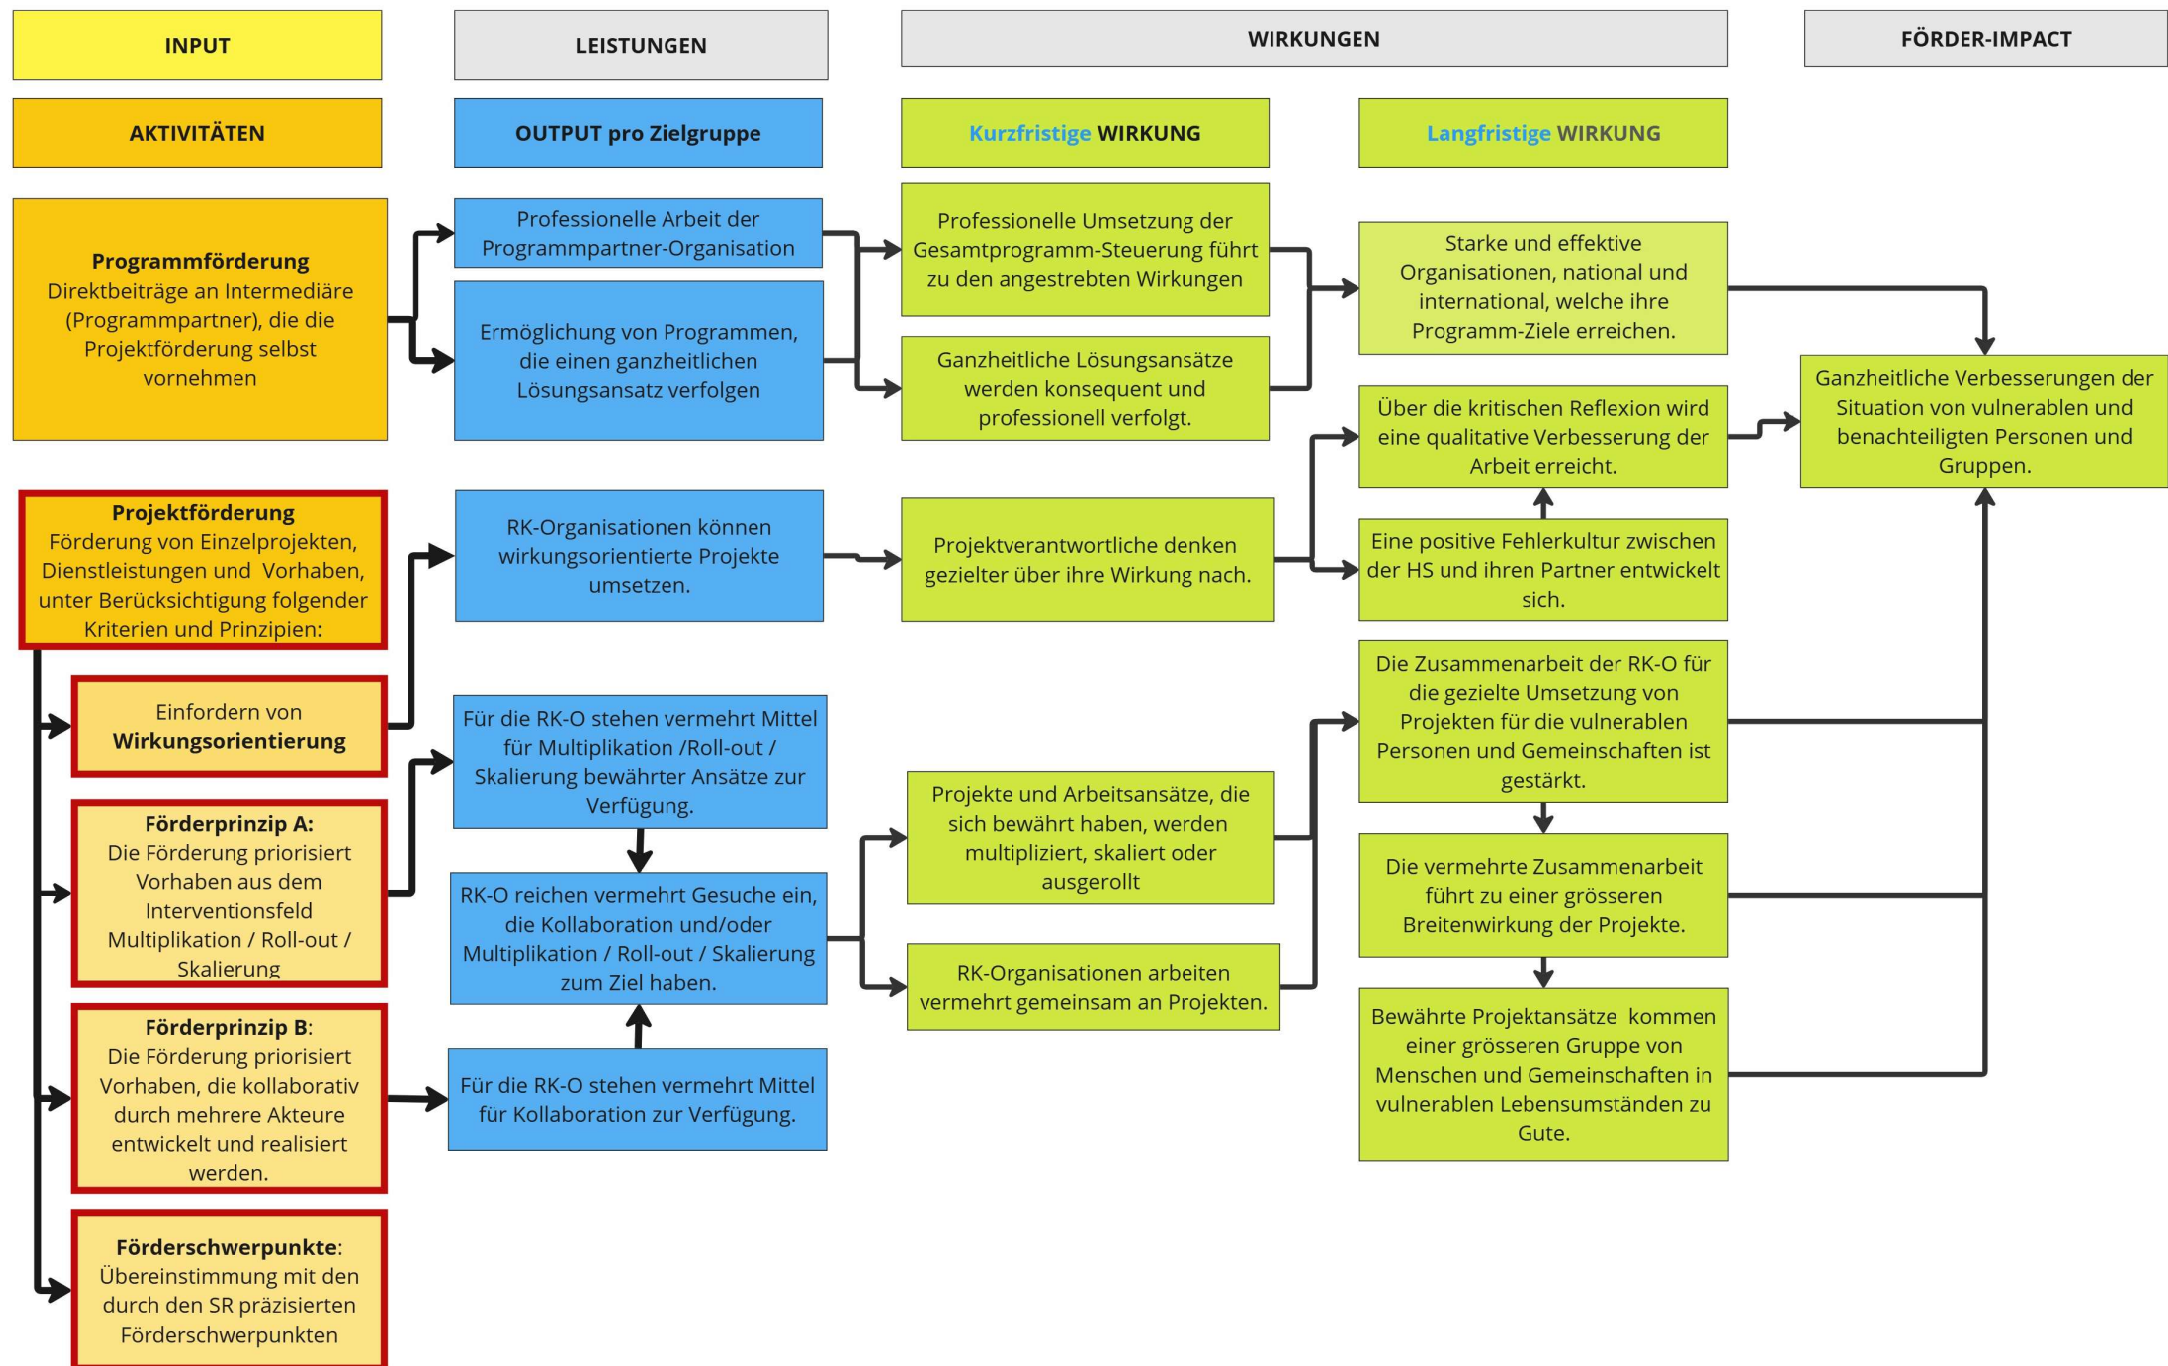 INPUT
LEISTUNGEN
WIRKUNGEN
FÖRDER-IMPACT
AKTIVITÄTEN
OUTPUT pro Zielgruppe
Kurzfristige WIRKUNG
Langfristige WIRKUNG
Programmförderung
Direktbeiträge an Intermediäre
(Programmpartner), die die
Projektförderung selbst
vornehmen
Professionelle Arbeit der
Programmpartner-Organisation
Ermöglichung von Programmen,
die einen ganzheitlichen
Lösungsansatz verfolgen
Professionelle Umsetzung der
Gesamtprogramm-Steuerung führt
zu den angestrebten Wirkungen
Ganzheitliche Lösungsansätze
werden konsequent und
professionell verfolgt.
Starke und effektive
Organisationen, national und
international, welche ihre
Programm-Ziele erreichen.
Über die kritischen Reflexion wird
eine qualitative Verbesserung der
Arbeit erreicht.
Ganzheitliche Verbesserungen der
Situation von vulnerablen und
benachteiligten Personen und
Gruppen.
Projektförderung
Förderung von Einzelprojekten,
Dienstleistungen und Vorhaben,
unter Berücksichtigung folgender
Kriterien und Prinzipien:
RK-Organisationen können
wirkungsorientierte Projekte
umsetzen.
Projektverantwortliche denken
gezielter über ihre Wirkung nach.
Eine positive Fehlerkultur zwischen
der HS und ihren Partner entwickelt
sich.
Einfordern von
Wirkungsorientierung
Für die RK-O stehen vermehrt Mittel
für Multiplikation /Roll-out /
Skalierung bewährter Ansätze zur
Verfügung.
Die Zusammenarbeit der RK-O für
die gezielte Umsetzung von
Projekten für die vulnerablen
Personen und Gemeinschaften ist
gestärkt.
Förderprinzip A:
Die Förderung priorisiert
Vorhaben aus dem
Interventionsfeld
Multiplikation / Roll-out /
Skalierung
RK-O reichen vermehrt Gesuche ein,
die Kollaboration und/oder
Multiplikation / Roll-out / Skalierung
zum Ziel haben.
Projekte und Arbeitsansätze, die
sich bewährt haben, werden
multipliziert, skaliert oder
ausgerollt
Die vermehrte Zusammenarbeit
führt zu einer grösseren
Breitenwirkung der Projekte.
RK-Organisationen arbeiten
vermehrt gemeinsam an Projekten.
Förderprinzip B:
Die Förderung priorisiert
Vorhaben, die kollaborativ
durch mehrere Akteure
entwickelt und realisiert
werden.
Für die RK-O stehen vermehrt Mittel
für Kollaboration zur Verfügung.
Bewährte Projektansätze kommen
einer grösseren Gruppe von
Menschen und Gemeinschaften in
vulnerablen Lebensumständen zu
Gute.
Förderschwerpunkte:
Übereinstimmung mit den
durch den SR präzisierten
Förderschwerpunkten